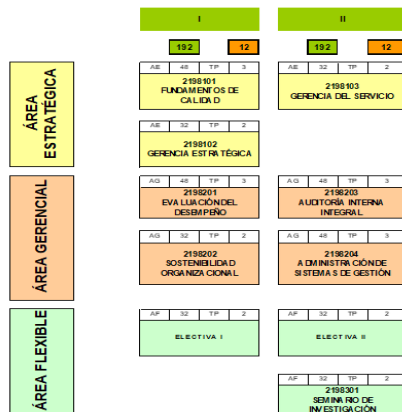 I II
192 12 192 12
ÁREA ESTRATÉGICA
AE 48 TP 3
2198101
FUNDAMENTOS DE
CALIDAD
AE 32 TP 2
2198103
GERENCIA DEL SERVICIO
AE 32 TP 2
2198102
GERENCIA ESTRATÉGICA
ÁREA GERENCIAL
AG 48 TP 3
2198201
EVALUACIÓN DEL
DESEMPEÑO
AG 48 TP 3
2198203
AUDITORÍA INTERNA
INTEGRAL
AG 32 TP 2
2198202
SOSTENIBILIDAD
ORGANIZACIONAL
AG 48 TP 3
2198204
ADMINISTRACIÓN DE
SISTEMAS DE GESTIÓN
ÁREA FLEXIBLE
AF 32 TP 2
ELECTIVA I
AF 32 TP 2
ELECTIVA II
AF 32 TP 2
2198301
SEMINARIO DE
INVESTIGACIÓN